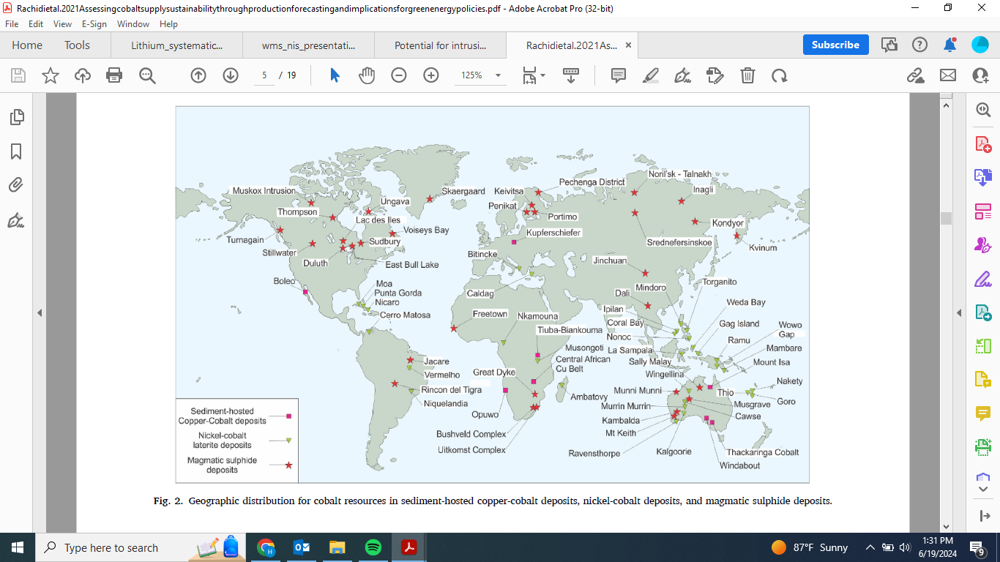 Rachidietal.2021Assessingcobaltsupplysustainabilitythroughproductionforecastingandimplicationsforgreenenergypolicies.pdf - Adobe Acrobat Pro (32-bit)
File Edit View E-Sign Window Help
Home Tools Lithium_systematic... wms_nis_presentati... Potential for intrusi... Rachidietal.2021As... ×
Subscribe
5 / 19 125%
Muskox Intrusion
Thompson
Turnagain
Stillwater
Duluth
Ungava
Lac des Iles
Voiseys Bay
Sudbury
East Bull Lake
Skaergaard
Boleo
Moa
Punta Gorda
Nicaro
Cerro Matosa
Jacare
Vermelho
Rincon del Tigra
Niquelandia
Keivitsa
Pechenga District
Penikat
Portimo
Kupferschiefer
Bitincke
Caldag
Noril'sk - Talnakh
Inagli
Kondyor
Srednefersinskoe
Kvinum
Jinchuan
Mindoro
Torganito
Dali
Ipilan
Coral Bay
Nonoc
La Sampala
Sally Malay
Wingellina
Weda Bay
Gag Island
Ramu
Wowo
Gap
Mambare
Mount Isa
Freetown
Nkamouna
Tiuba-Biankouma
Musongoti
Central African
Cu Belt
Great Dyke
Ambatovy
Opuwo
Bushveld Complex
Uitkomst Complex
Munni Munni
Murrin Murrin
Kambalda
Mt Keith
Ravensthorpe
Kalgoorie
Thio
Nakety
Goro
Musgrave
Cawse
Thackaringa Cobalt
Windabout
Sediment-hosted
Copper-Cobalt deposits
Nickel-cobalt
laterite deposits
Magmatic sulphide
deposits
Fig. 2. Geographic distribution for cobalt resources in sediment-hosted copper-cobalt deposits, nickel-cobalt deposits, and magmatic sulphide deposits.
Type here to search
87°F Sunny
1:31 PM
6/19/2024
9